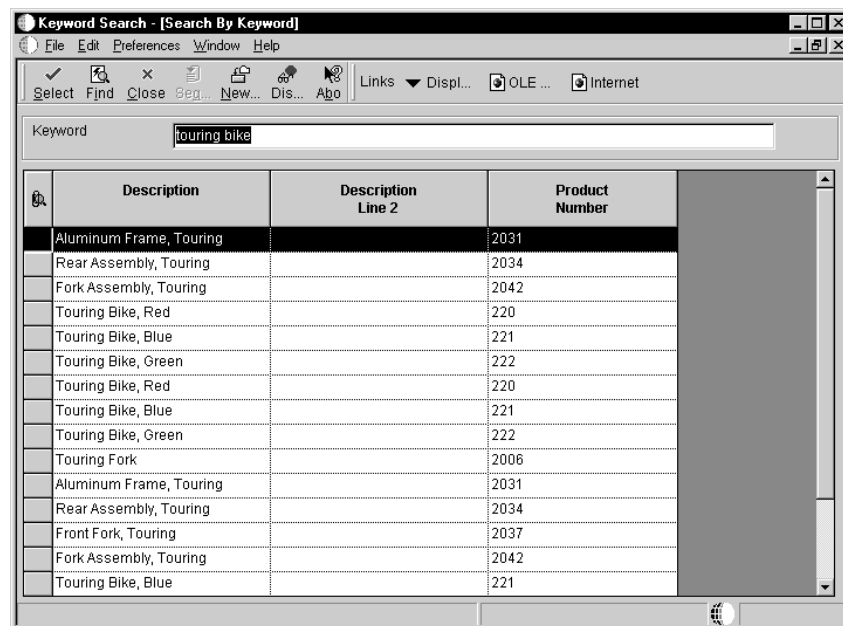 Keyword Search - [Search By Keyword]
File Edit Preferences Window Help
Select Find Close Seq... New... Dis... Abo Links Displ... OLE ... Internet
Keyword touring bike
Description Description Line 2 Product Number
Aluminum Frame, Touring 2031
Rear Assembly, Touring 2034
Fork Assembly, Touring 2042
Touring Bike, Red 220
Touring Bike, Blue 221
Touring Bike, Green 222
Touring Bike, Red 220
Touring Bike, Blue 221
Touring Bike, Green 222
Touring Fork 2006
Aluminum Frame, Touring 2031
Rear Assembly, Touring 2034
Front Fork, Touring 2037
Fork Assembly, Touring 2042
Touring Bike, Blue 221